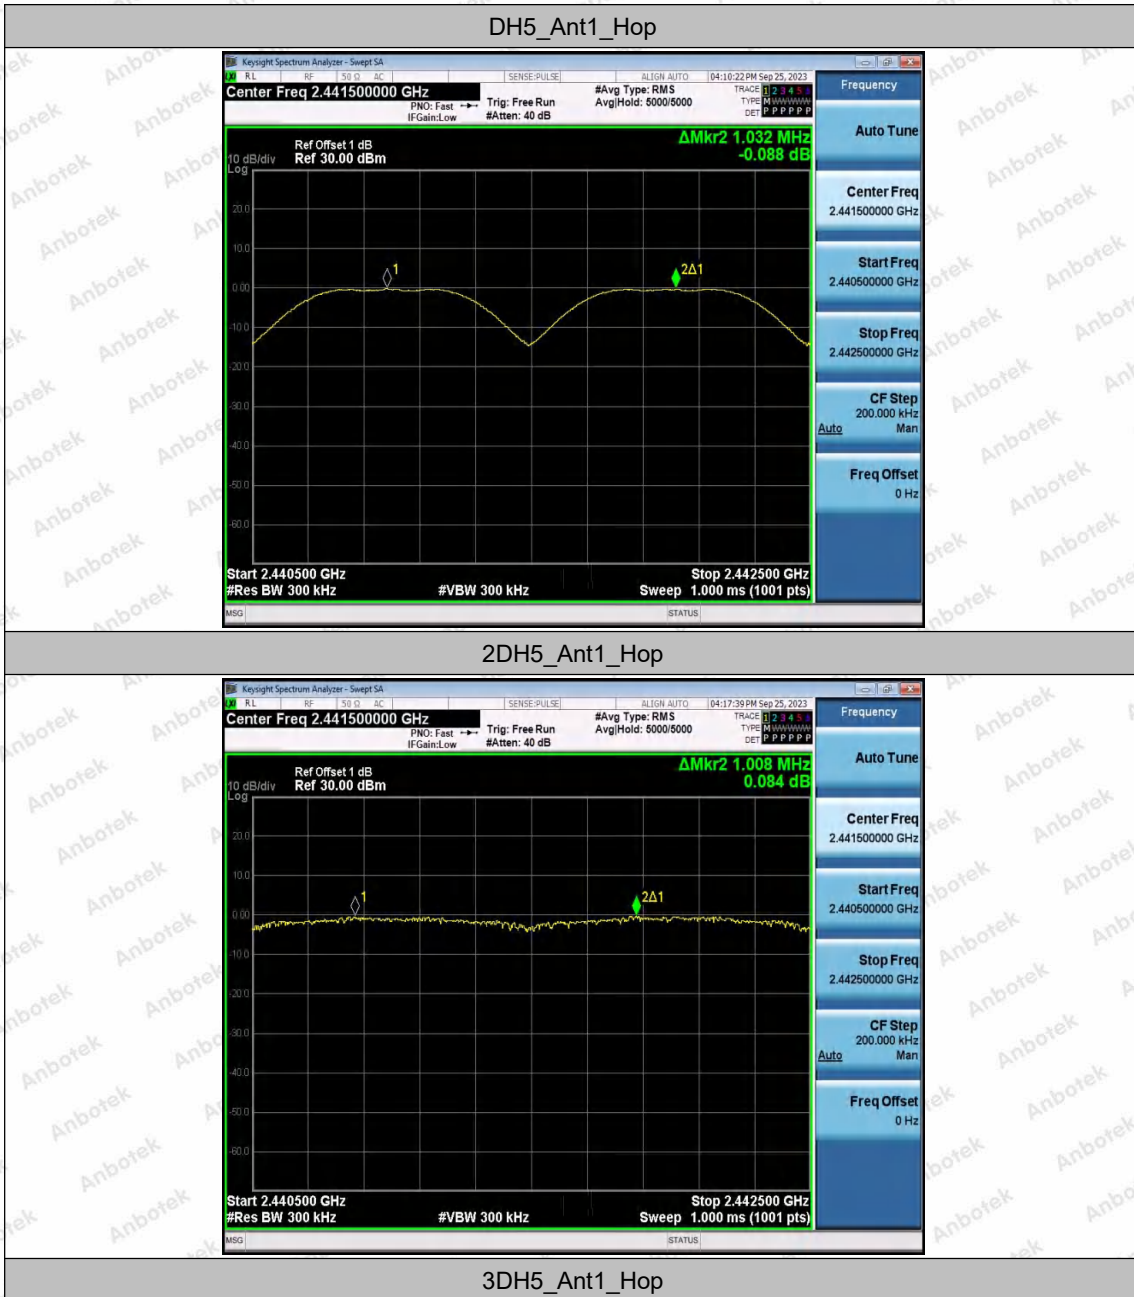 DH5_Ant1_Hop
Keysight Spectrum Analyzer - Swept SA
RL RF 50 Ω AC SENSE:PULSE ALIGN AUTO 04:10:22 PM Sep 25, 2023
Center Freq 2.441500000 GHz
PNO: Fast
IFGain:Low
Trig: Free Run
#Atten: 40 dB
#Avg Type: RMS
Avg|Hold: 5000/5000
TRACE 1 2 3 4 5
TYPE M
DET P P P P P P
Ref Offset 1 dB
10 dB/div Ref 30.00 dBm
Log
ΔMkr2 1.032 MHz
-0.088 dB
20.0
10.0
0.00
-10.0
-20.0
-30.0
-40.0
-50.0
-60.0
1
2Δ1
Start 2.440500 GHz
Stop 2.442500 GHz
#Res BW 300 kHz
#VBW 300 kHz
Sweep 1.000 ms (1001 pts)
MSG
STATUS
Frequency
Auto Tune
Center Freq
2.441500000 GHz
Start Freq
2.440500000 GHz
Stop Freq
2.442500000 GHz
CF Step
200.000 kHz
Auto Man
Freq Offset
0 Hz
2DH5_Ant1_Hop
Keysight Spectrum Analyzer - Swept SA
RL RF 50 Ω AC SENSE:PULSE ALIGN AUTO 04:17:39 PM Sep 25, 2023
Center Freq 2.441500000 GHz
PNO: Fast
IFGain:Low
Trig: Free Run
#Atten: 40 dB
#Avg Type: RMS
Avg|Hold: 5000/5000
TRACE 1 2 3 4 5
TYPE M
DET P P P P P P
Ref Offset 1 dB
10 dB/div Ref 30.00 dBm
Log
ΔMkr2 1.008 MHz
0.084 dB
20.0
10.0
0.00
-10.0
-20.0
-30.0
-40.0
-50.0
-60.0
1
2Δ1
Start 2.440500 GHz
Stop 2.442500 GHz
#Res BW 300 kHz
#VBW 300 kHz
Sweep 1.000 ms (1001 pts)
MSG
STATUS
Frequency
Auto Tune
Center Freq
2.441500000 GHz
Start Freq
2.440500000 GHz
Stop Freq
2.442500000 GHz
CF Step
200.000 kHz
Auto Man
Freq Offset
0 Hz
3DH5_Ant1_Hop
Anbotek